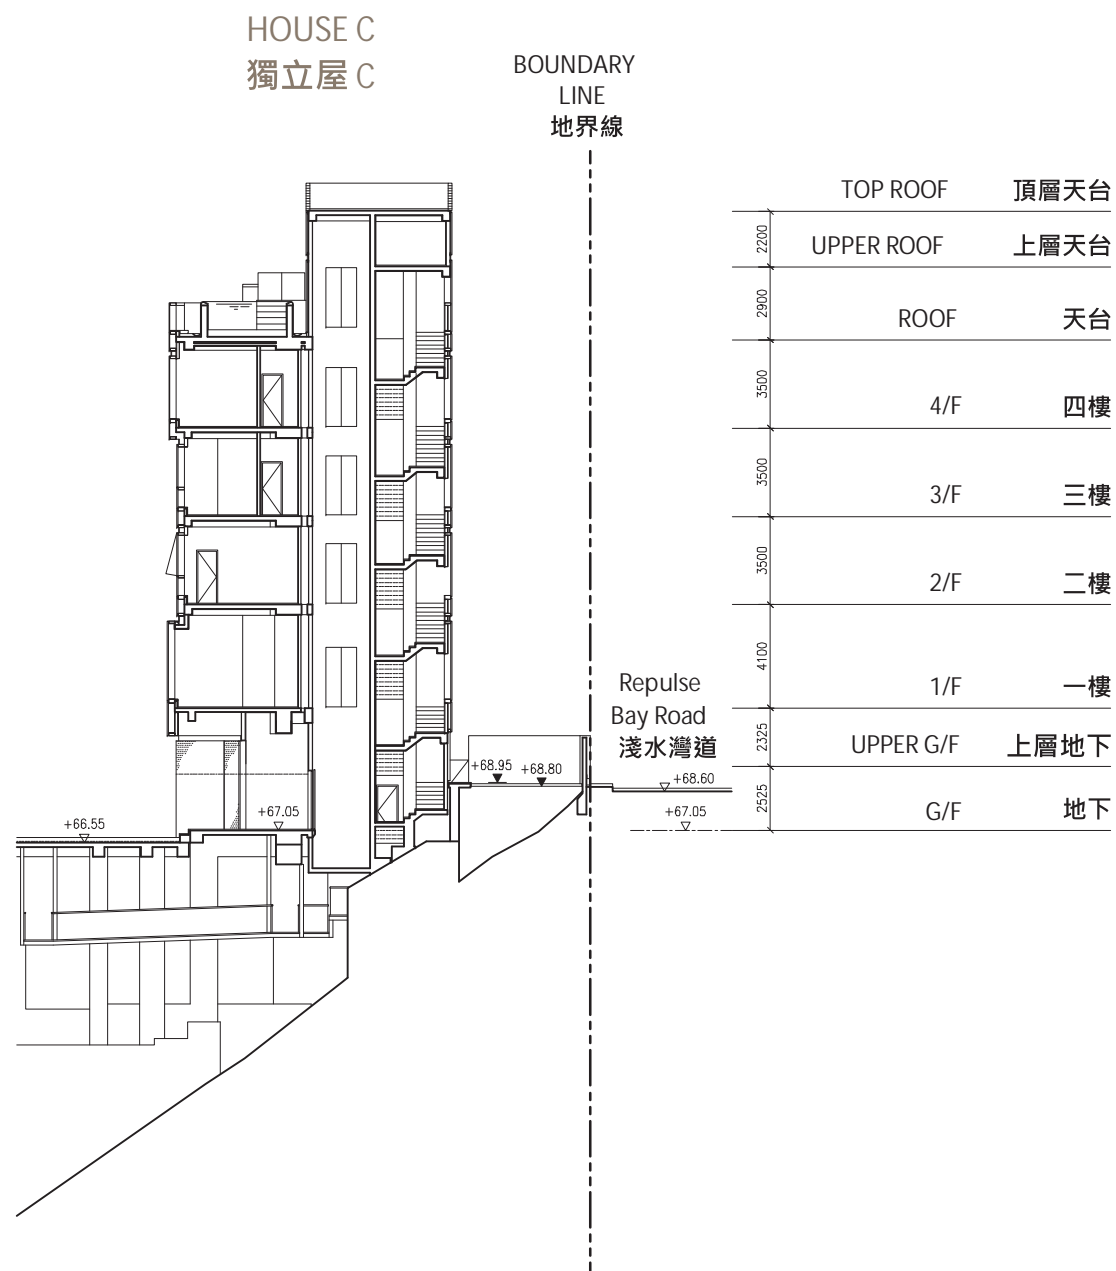 HOUSE C
獨立屋 C
BOUNDARY
LINE
地界線
TOP ROOF 頂層天台
2200
UPPER ROOF 上層天台
2900
ROOF 天台
3500
4/F 四樓
3500
3/F 三樓
3500
2/F 二樓
4100
1/F 一樓
Repulse
Bay Road
淺水灣道
2325
UPPER G/F 上層地下
+68.95
+68.80
+68.60
2525
G/F 地下
+67.05
+67.05
+66.55